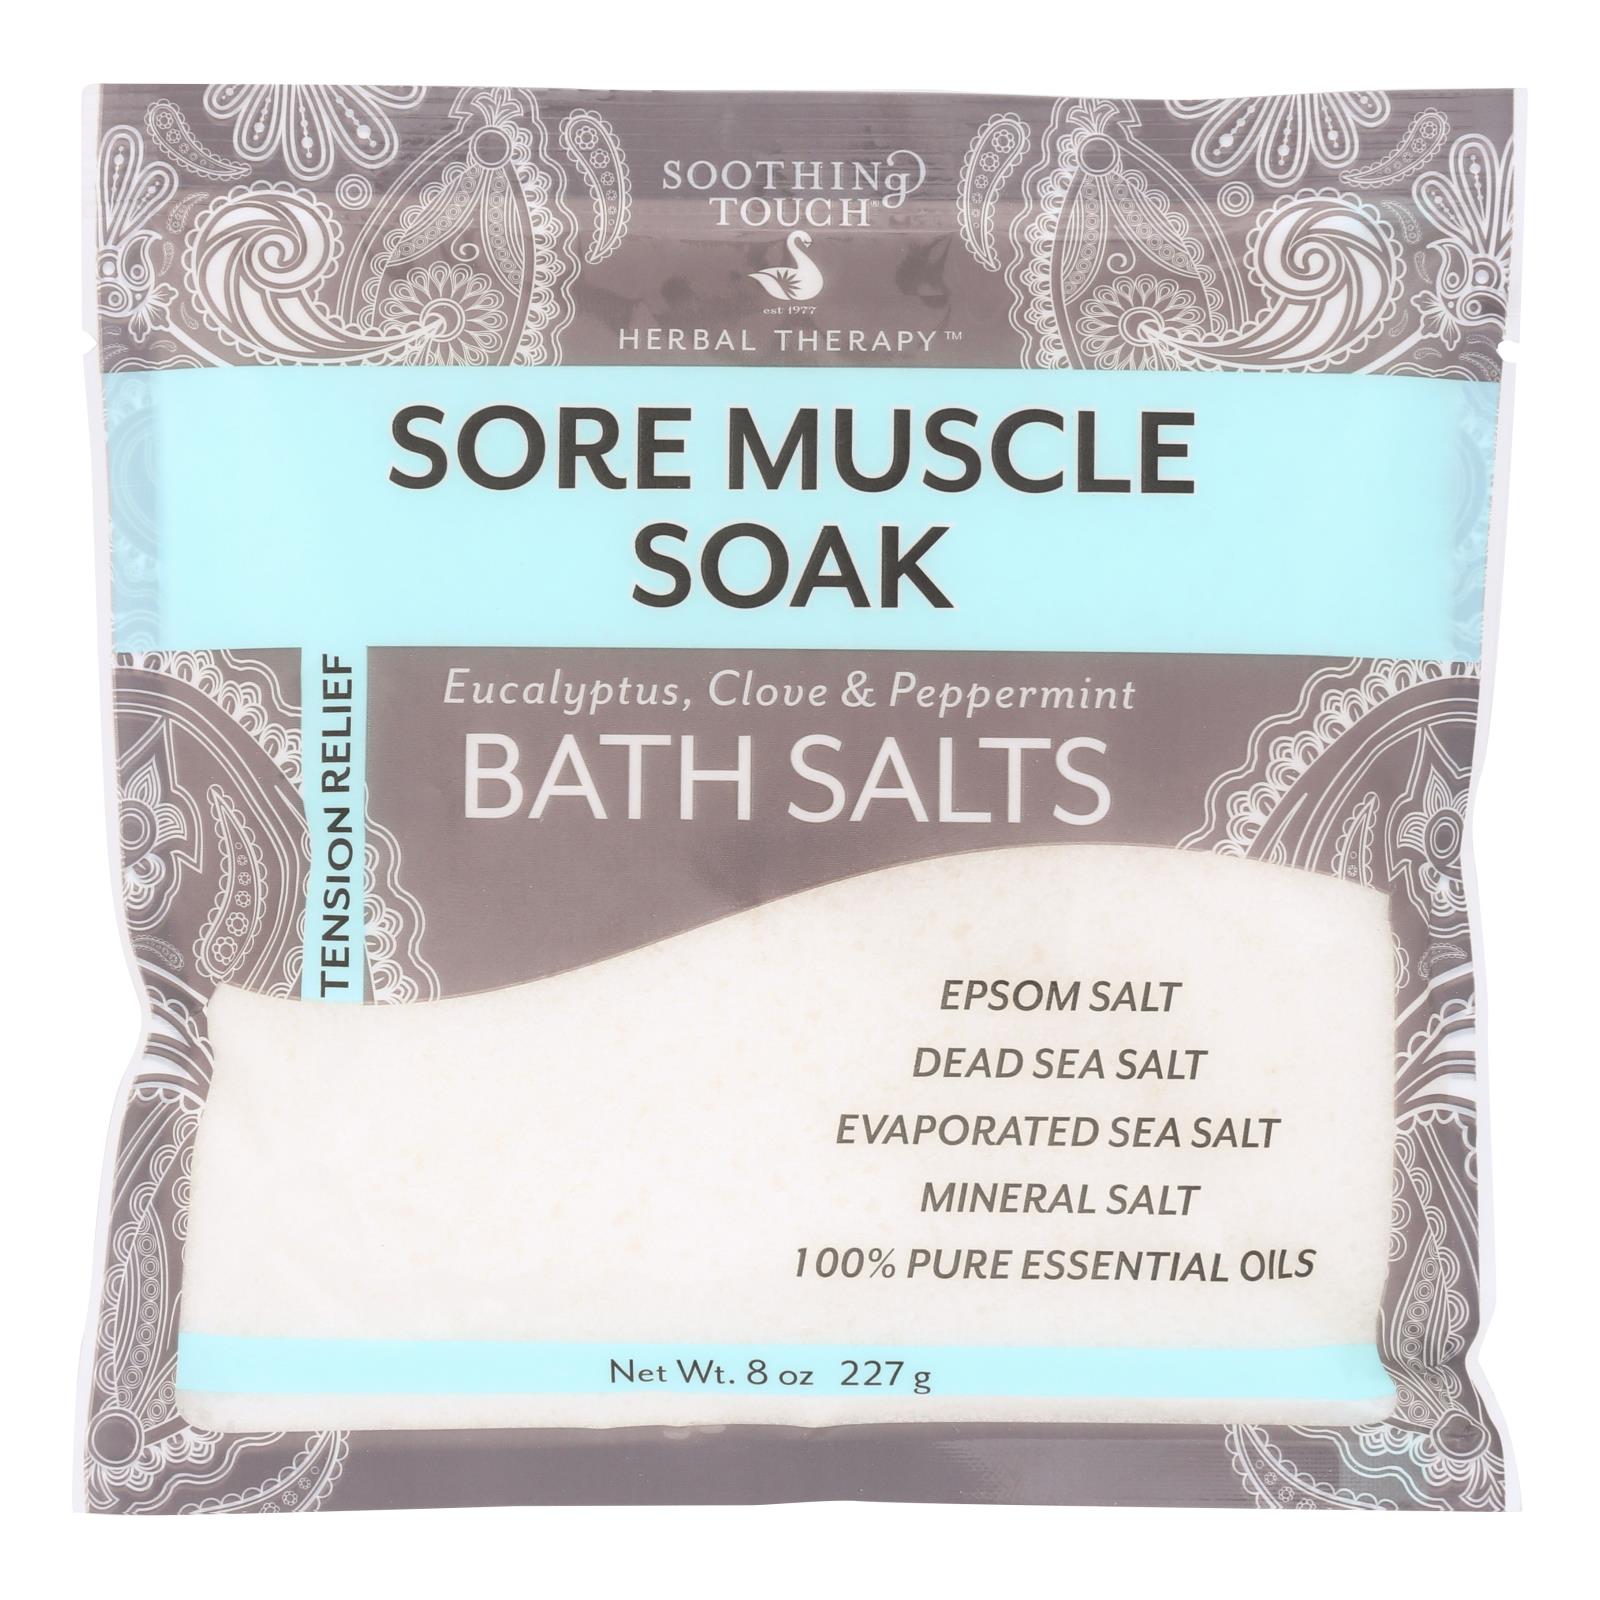 SOOTHING
TOUCH®
est 1977
HERBAL THERAPY™
SORE MUSCLE
SOAK
TENSION RELIEF
Eucalyptus, Clove & Peppermint
BATH SALTS
EPSOM SALT
DEAD SEA SALT
EVAPORATED SEA SALT
MINERAL SALT
100% PURE ESSENTIAL OILS
Net Wt. 8 oz 227 g